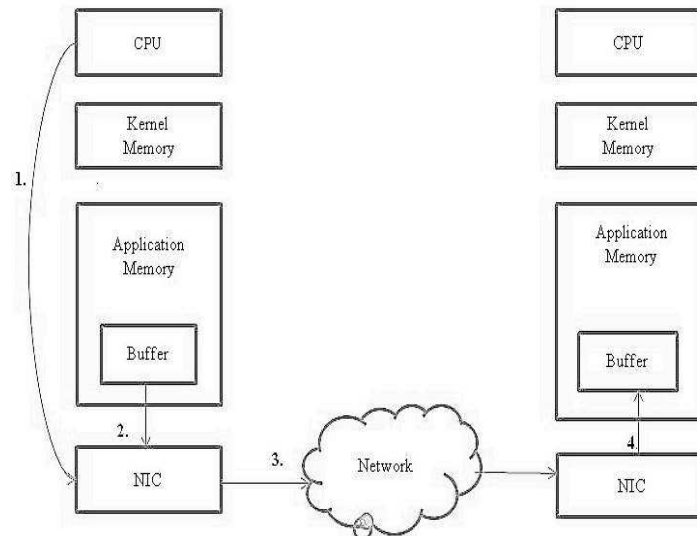 CPU
Kernel
Memory
1.
Application
Memory
Buffer
2.
NIC
3.
Network
CPU
Kernel
Memory
Application
Memory
Buffer
4.
NIC